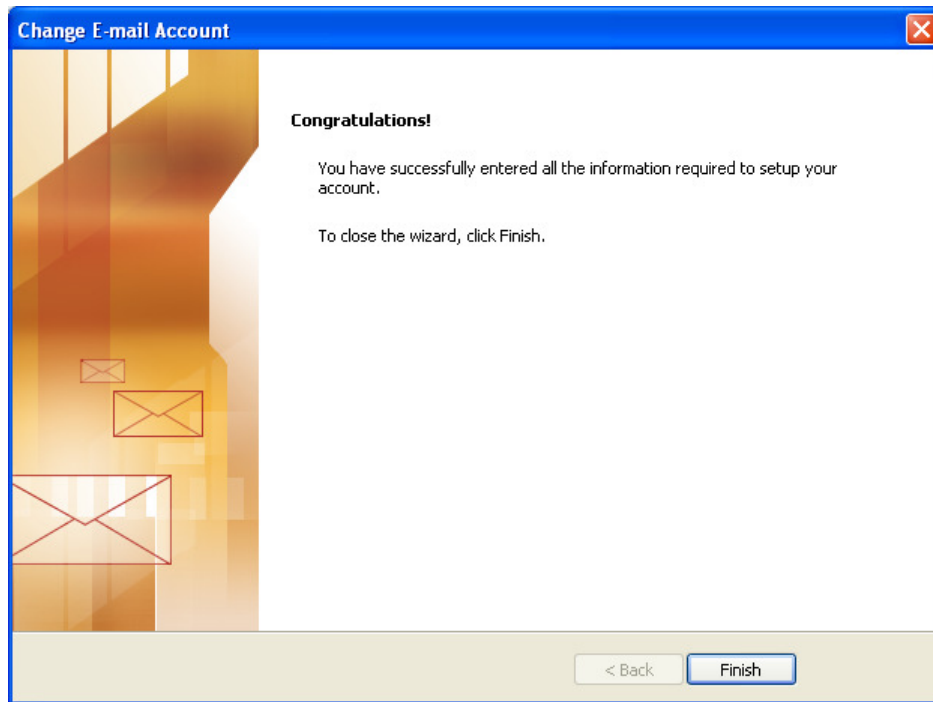 Change E-mail Account
Congratulations!
You have successfully entered all the information required to setup your
account.
To close the wizard, click Finish.
< Back
Finish